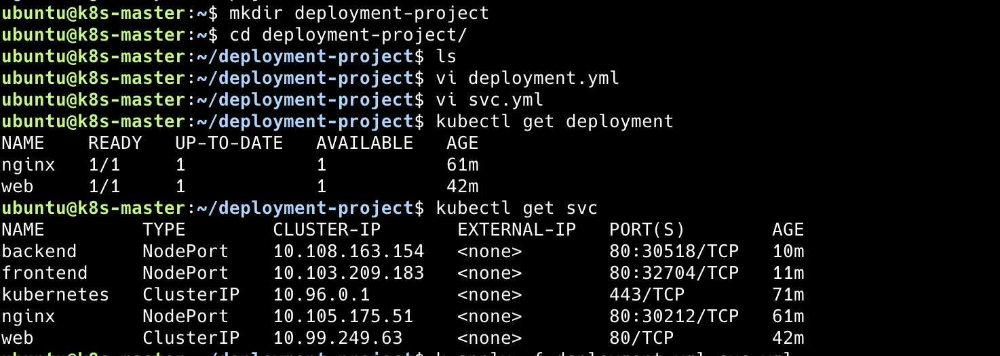 ubuntu@k8s-master:~$ mkdir deployment-project
ubuntu@k8s-master:~$ cd deployment-project/
ubuntu@k8s-master:~/deployment-project$ ls
ubuntu@k8s-master:~/deployment-project$ vi deployment.yml
ubuntu@k8s-master:~/deployment-project$ vi svc.yml
ubuntu@k8s-master:~/deployment-project$ kubectl get deployment
NAME READY UP-TO-DATE AVAILABLE AGE
nginx 1/1 1 1 61m
web 1/1 1 1 42m
ubuntu@k8s-master:~/deployment-project$ kubectl get svc
NAME TYPE CLUSTER-IP EXTERNAL-IP PORT(S) AGE
backend NodePort 10.108.163.154 <none> 80:30518/TCP 10m
frontend NodePort 10.103.209.183 <none> 80:32704/TCP 11m
kubernetes ClusterIP 10.96.0.1 <none> 443/TCP 71m
nginx NodePort 10.105.175.51 <none> 80:30212/TCP 61m
web ClusterIP 10.99.249.63 <none> 80/TCP 42m